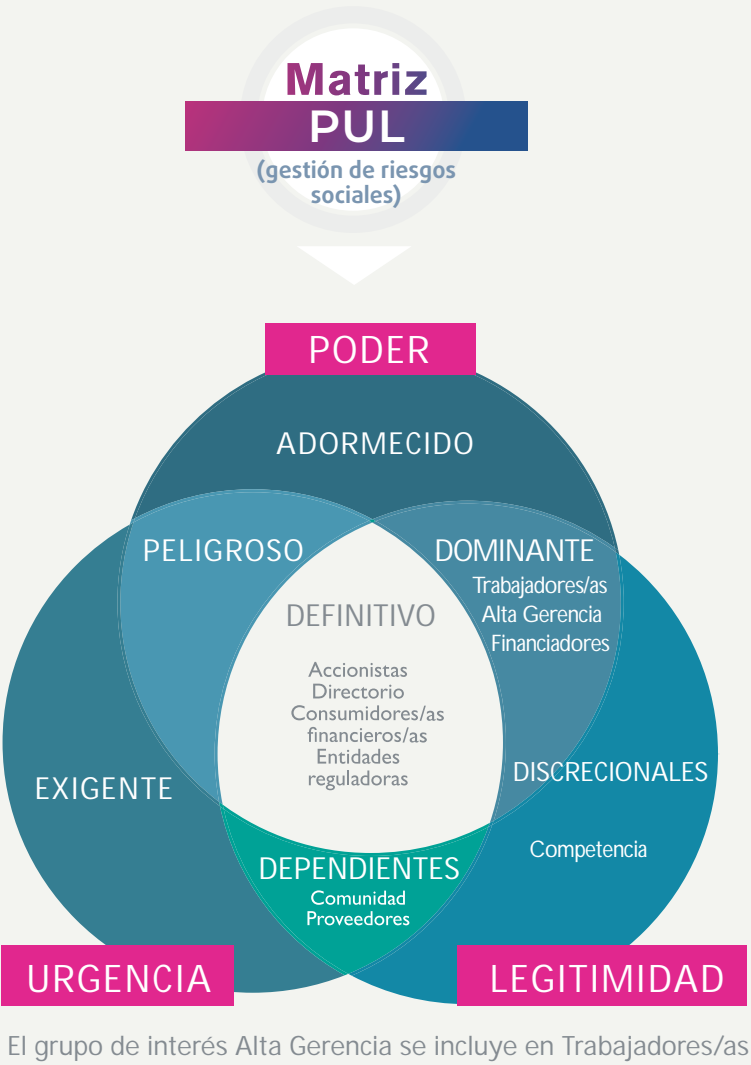 Matriz
PUL
(gestión de riesgos
sociales)
PODER
ADORMECIDO
PELIGROSO
DOMINANTE
Trabajadores/as
Alta Gerencia
Financiadores
DEFINITIVO
Accionistas
Directorio
Consumidores/as
financieros/as
Entidades
reguladoras
EXIGENTE
DISCRECIONALES
Competencia
DEPENDIENTES
Comunidad
Proveedores
URGENCIA
LEGITIMIDAD
El grupo de interés Alta Gerencia se incluye en Trabajadores/as